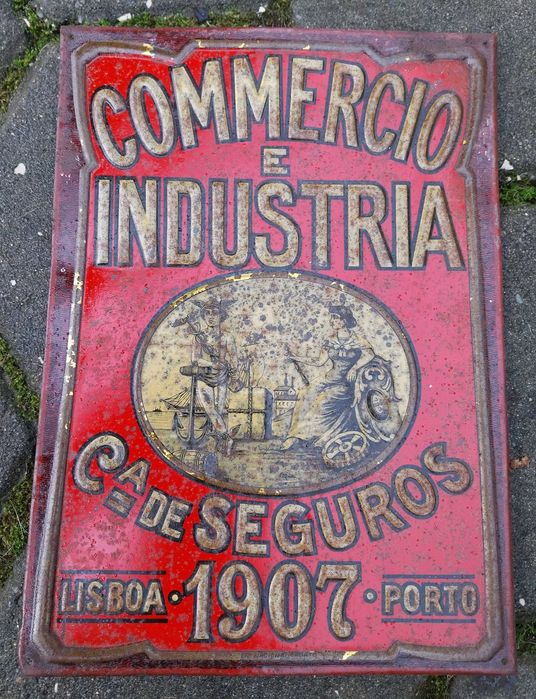 COMMERCIO
E
INDUSTRIA
CA= DE SEGUROS
LISBOA · 1907 · PORTO